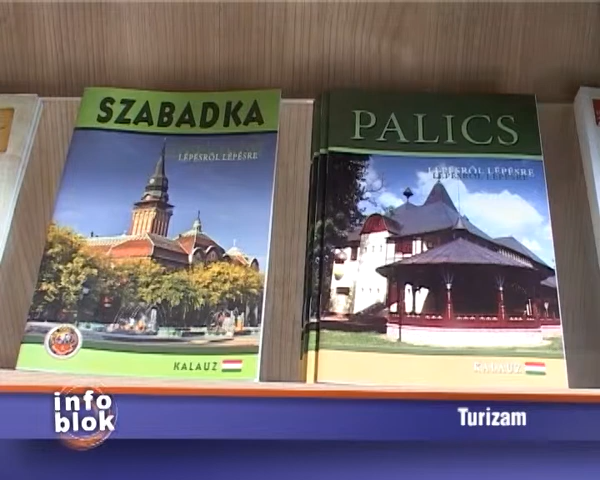 SZABADKA
LÉPÉSRŐL LÉPÉSRE
KALAUZ
PALICS
LÉPÉSRŐL LÉPÉSRE
KALAUZ
info
blok
Turizam